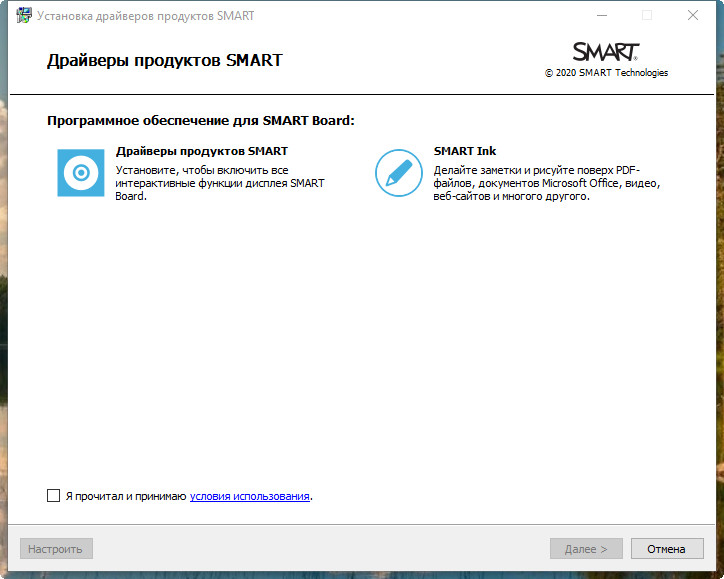 Установка драйверов продуктов SMART
Драйверы продуктов SMART
SMART
© 2020 SMART Technologies
Программное обеспечение для SMART Board:
Драйверы продуктов SMART
Установите, чтобы включить все
интерактивные функции дисплея SMART
Board.
SMART Ink
Делайте заметки и рисуйте поверх PDF-
файлов, документов Microsoft Office, видео,
веб-сайтов и многого другого.
Я прочитал и принимаю условия использования.
Настроить
Далее >
Отмена